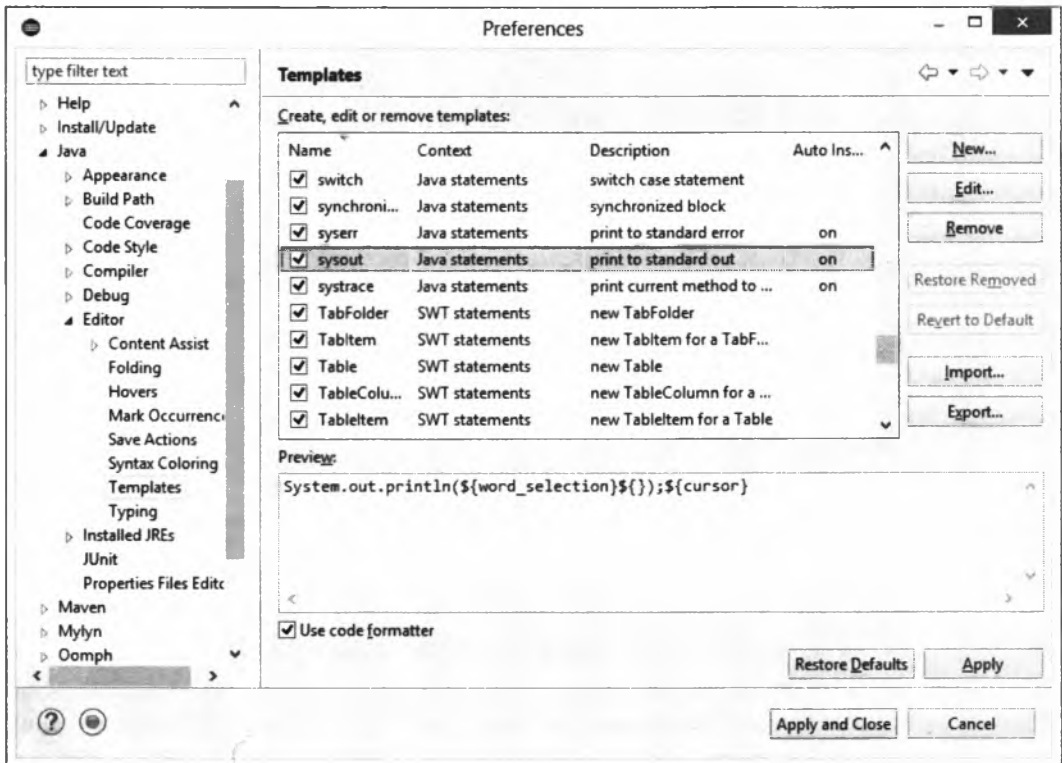 Preferences
type filter text
Help
Install/Update
Java
Appearance
Build Path
Code Coverage
Code Style
Compiler
Debug
Editor
Content Assist
Folding
Hovers
Mark Occurrenc
Save Actions
Syntax Coloring
Templates
Typing
Installed JREs
JUnit
Properties Files Editc
Maven
Mylyn
Oomph
Templates
Create, edit or remove templates:
Name Context Description Auto Ins...
switch Java statements switch case statement
synchroni... Java statements synchronized block
syserr Java statements print to standard error on
sysout Java statements print to standard out on
systrace Java statements print current method to ... on
TabFolder SWT statements new TabFolder
TabItem SWT statements new TabItem for a TabF...
Table SWT statements new Table
TableColu... SWT statements new TableColumn for a ...
TableItem SWT statements new TableItem for a Table
New...
Edit...
Remove
Restore Removed
Revert to Default
Import...
Export...
Preview:
System.out.println(${word_selection}${});${cursor}
Use code formatter
Restore Defaults Apply
Apply and Close Cancel